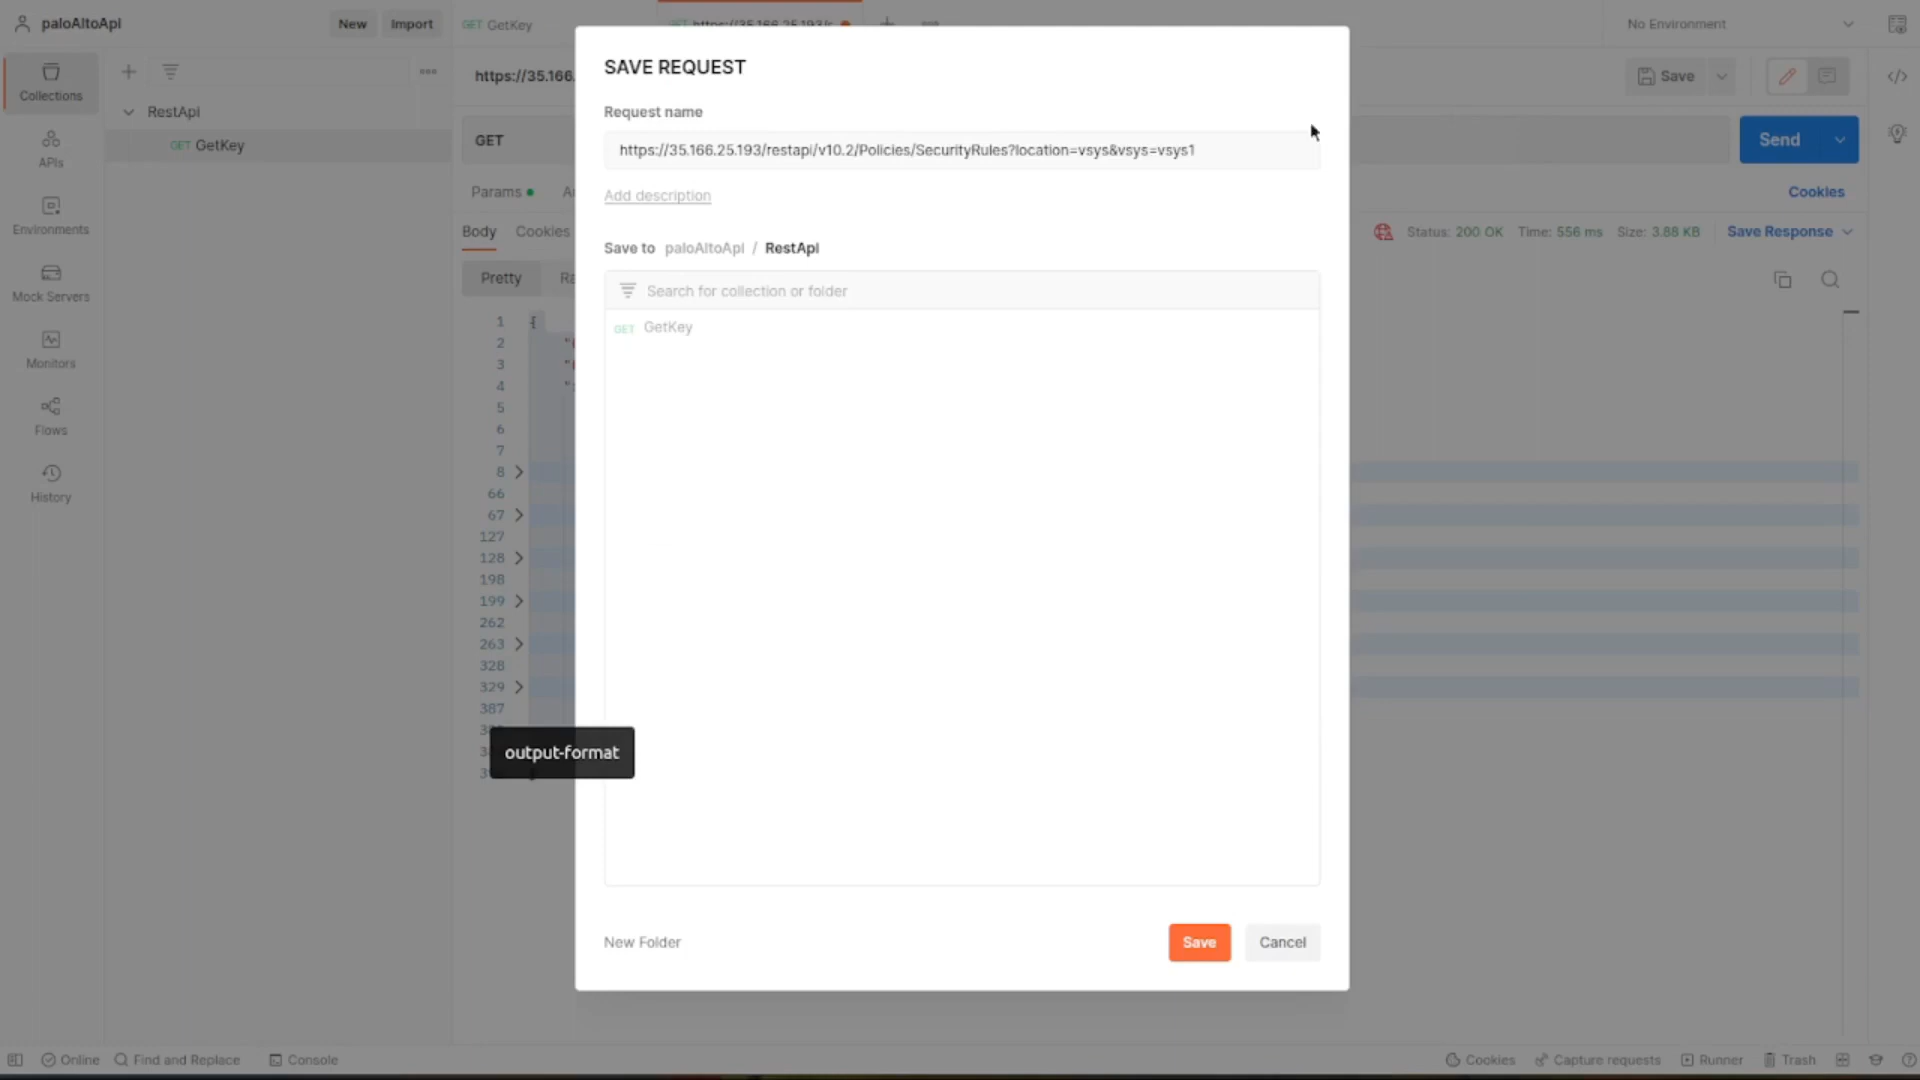 paloAltoApi
New
Import
GET GetKey
No Environment
Collections
APIs
Environments
Mock Servers
Monitors
Flows
History
RestApi
GET GetKey
https://35.166.
Save
GET
Send
Params
Cookies
Body Cookies
Status: 200 OK Time: 556 ms Size: 3.88 KB Save Response
Pretty
1 {
2 "
3 "
4 "
5
6
7
8
66
67
127
128
198
199
262
263
328
329
387
SAVE REQUEST
Request name
https://35.166.25.193/restapi/v10.2/Policies/SecurityRules?location=vsys&vsys=vsys1
Add description
Save to paloAltoApi / RestApi
Search for collection or folder
GET GetKey
output-format
New Folder
Save
Cancel
Online
Find and Replace
Console
Cookies
Capture requests
Runner
Trash